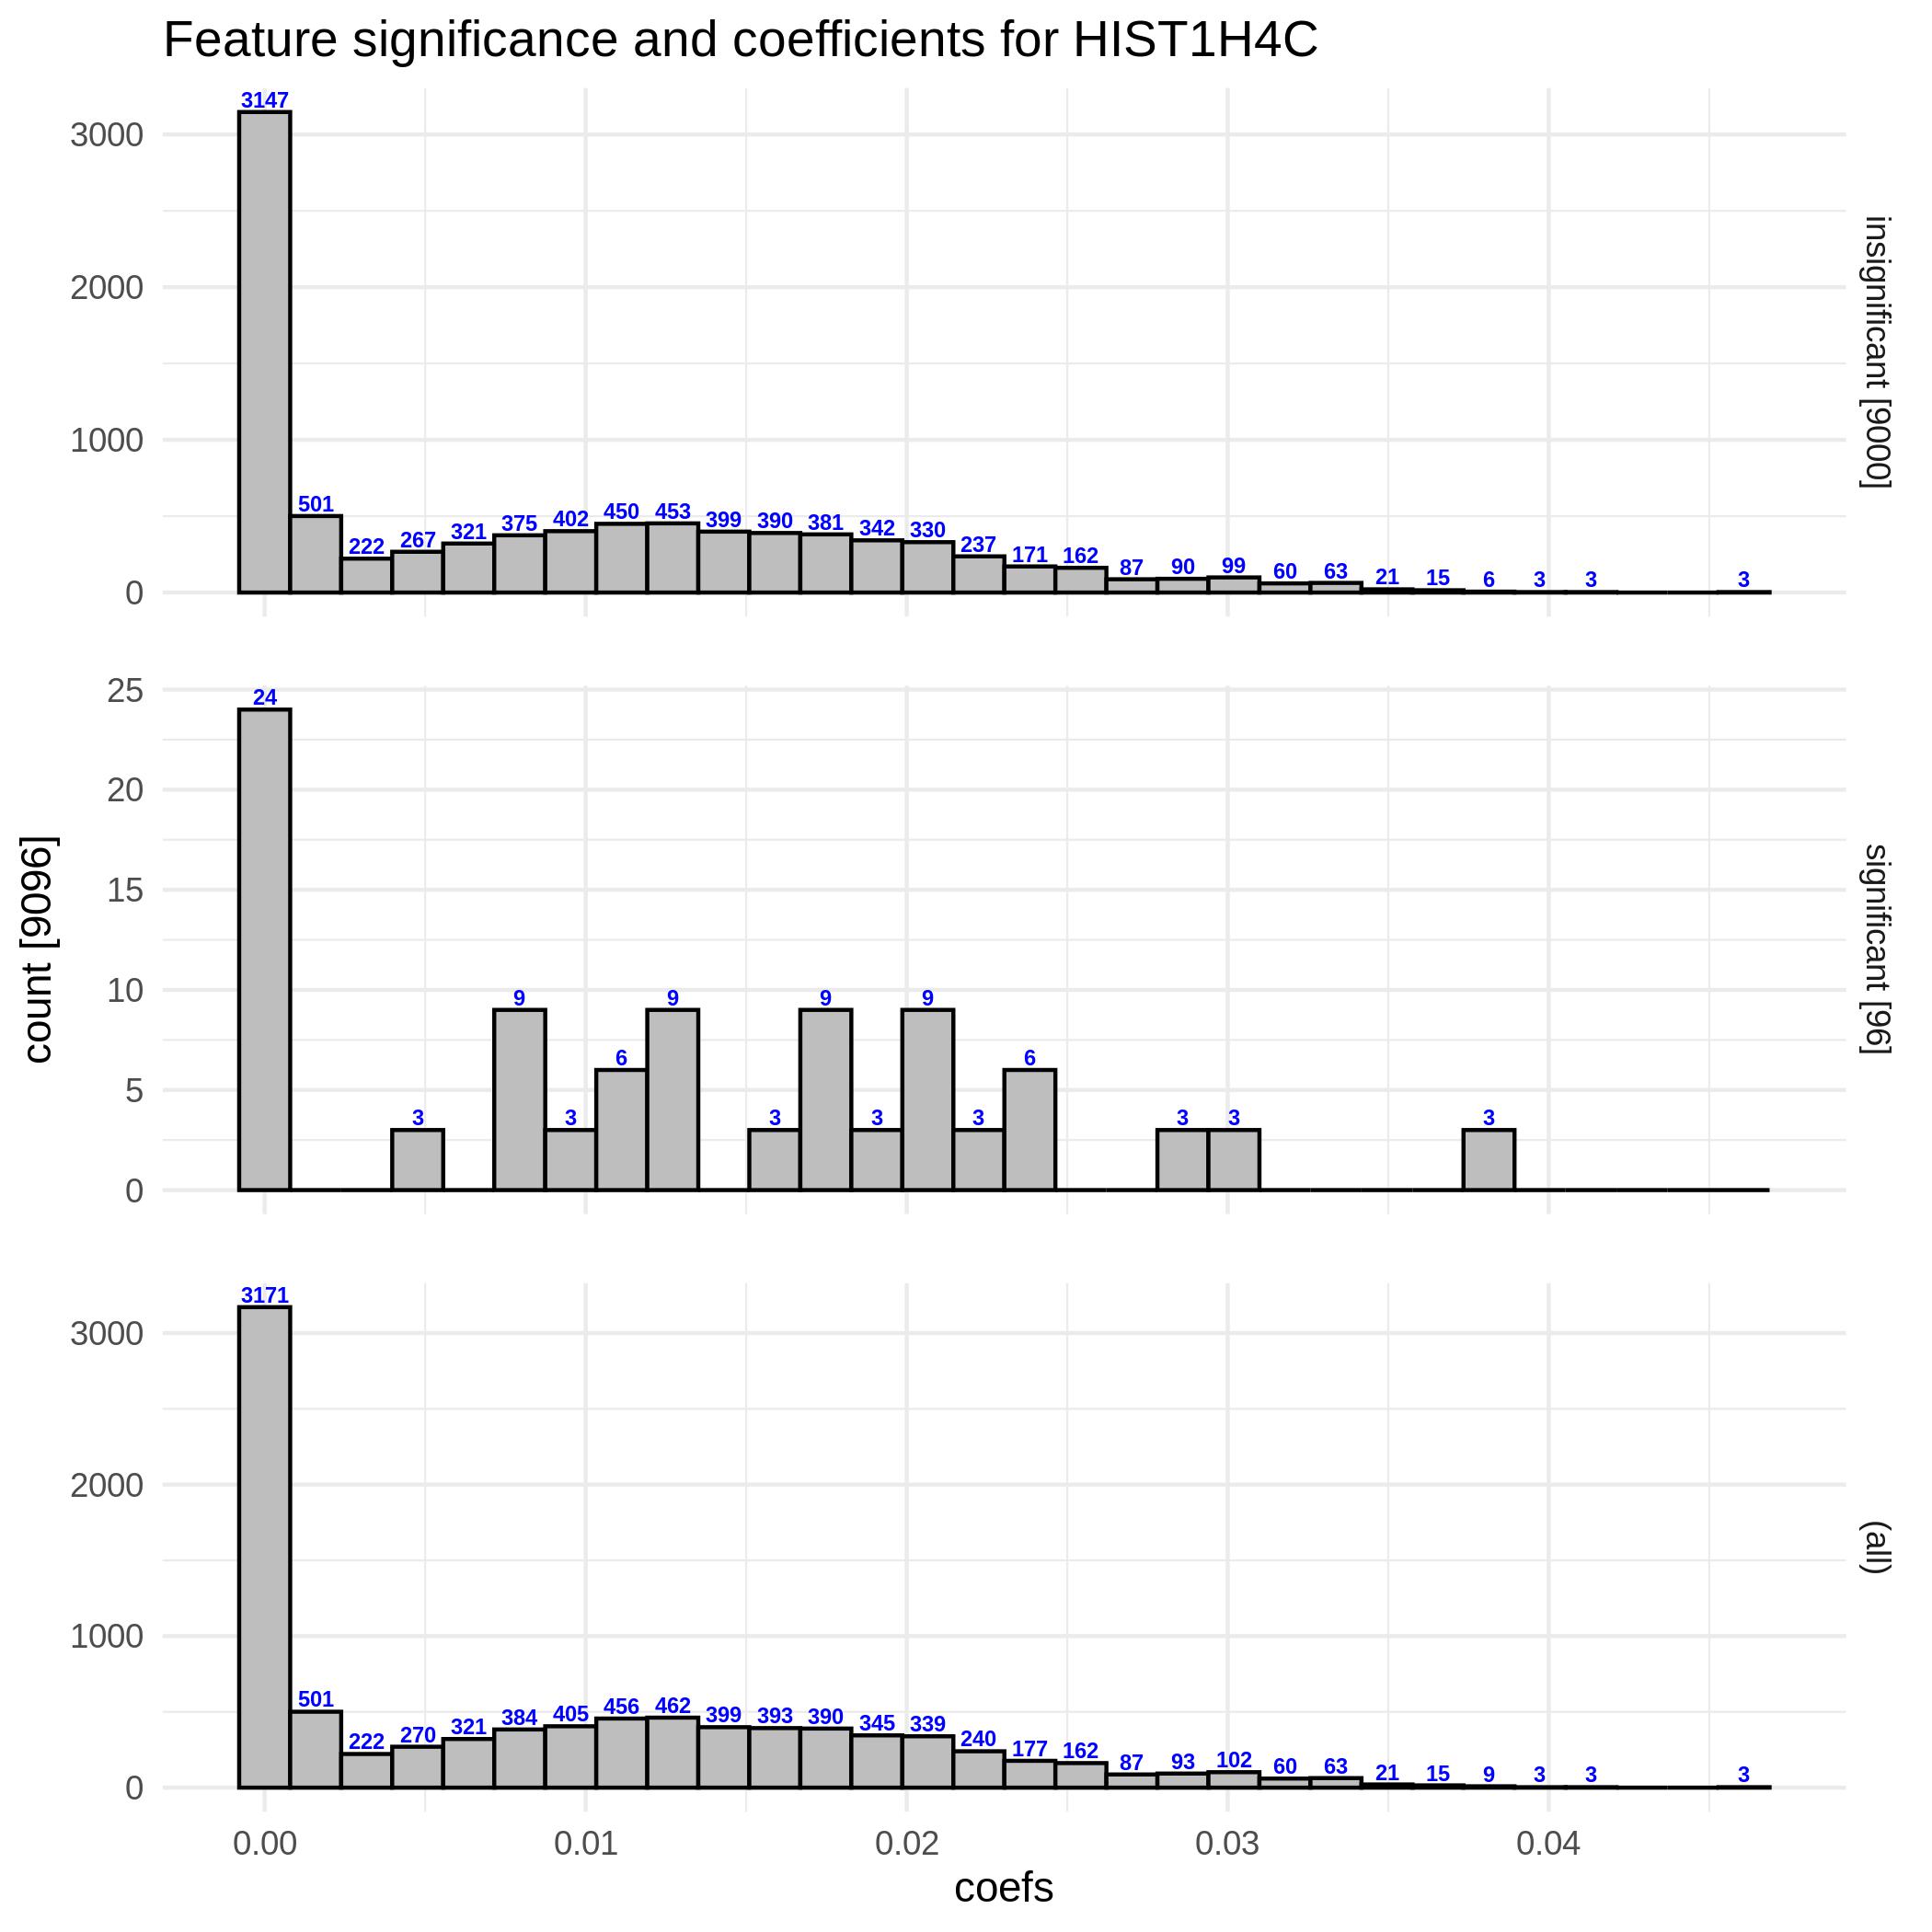 Feature significance and coefficients for HIST1H4C
3147
3000
2000
1000
501 222 267 321 375 402 450 453 399 390 381 342 330 237 171 162 87 90 99 60 63 21 15 6 3 3 3
0
insignificant [9000]
25
24
20
15
10
9 9 9 9
6 6
5
3 3 3 3 3 3 3 3
0
significant [96]
count [9096]
3171
3000
2000
1000
501 222 270 321 384 405 456 462 399 393 390 345 339 240 177 162 87 93 102 60 63 21 15 9 3 3 3
0
(all)
0.00 0.01 0.02 0.03 0.04
coefs